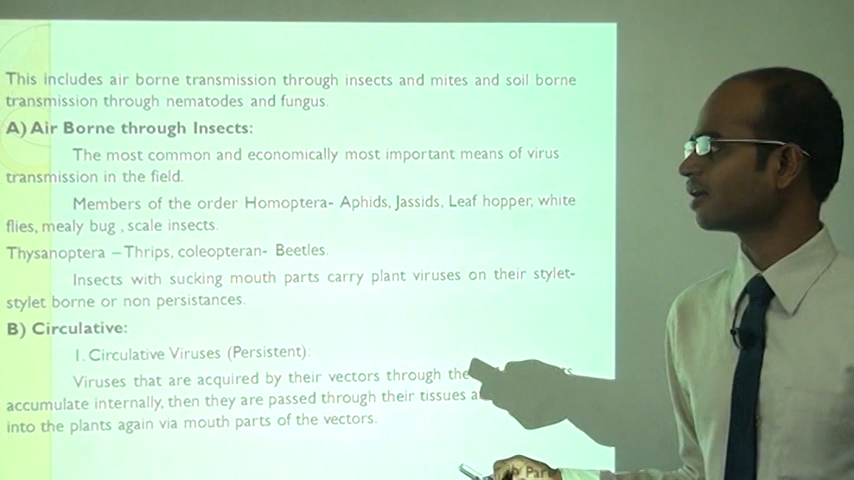 This includes air borne transmission through insects and mites and soil borne
transmission through nematodes and fungus.
A) Air Borne through Insects:
The most common and economically most important means of virus
transmission in the field.
Members of the order Homoptera- Aphids, Jassids, Leaf hopper, white
flies, mealy bug , scale insects.
Thysanoptera – Thrips, coleopteran- Beetles.
Insects with sucking mouth parts carry plant viruses on their stylet-
stylet borne or non persistances.
B) Circulative:
1. Circulative Viruses (Persistent):
Viruses that are acquired by their vectors through the
accumulate internally, then they are passed through their tissues
into the plants again via mouth parts of the vectors.